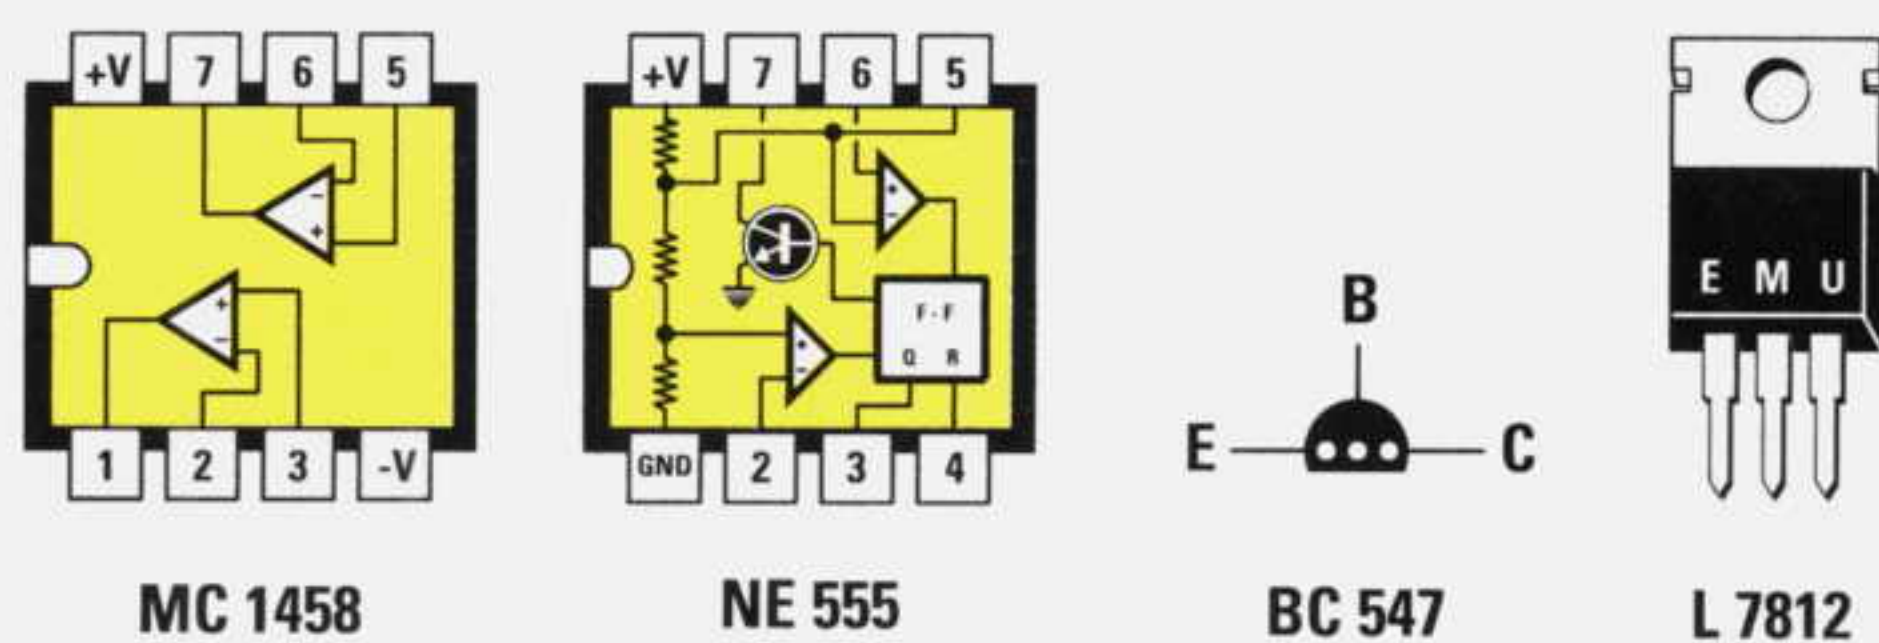 +V 7 6 5
+
-
+
-
1 2 3 -V
MC 1458
+V 7 6 5
+
-
F-F
Q R
+
-
GND 2 3 4
NE 555
B
E C
BC 547
E M U
L 7812